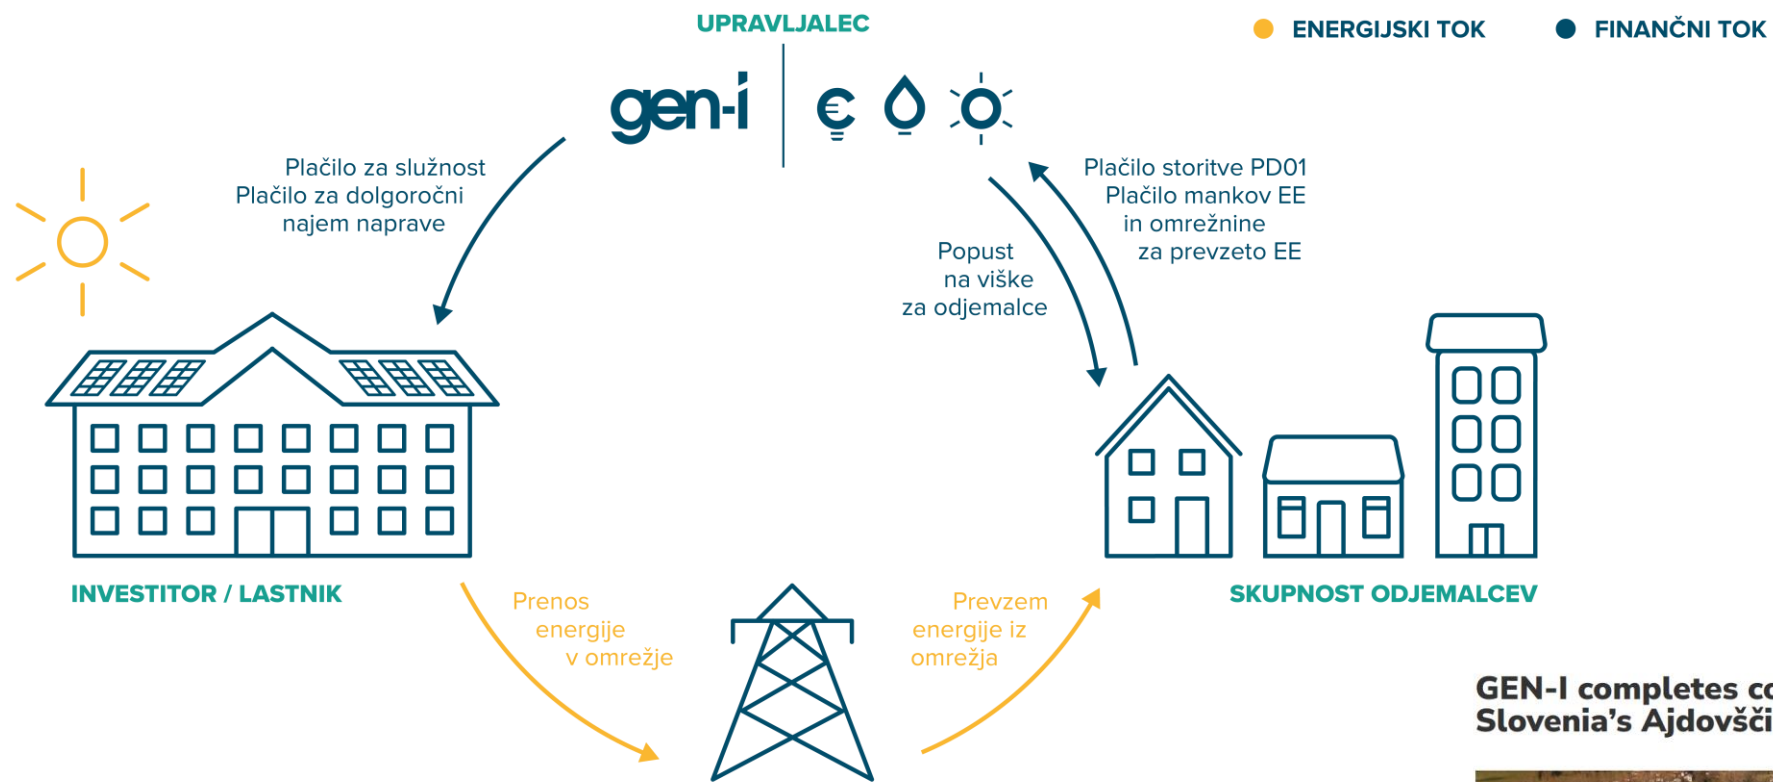 UPRAVLJALEC
ENERGIJSKI TOK
FINANČNI TOK
gen-i
Plačilo za služnost
Plačilo za dolgoročni
najem naprave
Plačilo storitve PD01
Plačilo mankov EE
in omrežnine
za prevzeto EE
Popust
na viške
za odjemalce
INVESTITOR / LASTNIK
SKUPNOST ODJEMALCEV
Prenos
energije
v omrežje
Prevzem
energije iz
omrežja
GEN-I completes
Slovenia's